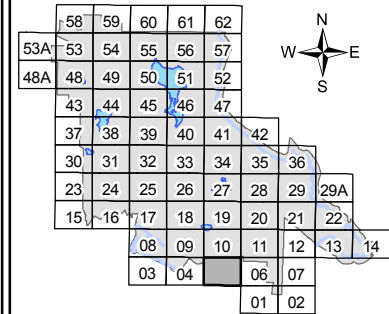 58 59 60 61 62
N
53A 53 54 55 56 57
W E
48A 48 49 50 51 52
S
43 44 45 46 47
37 38 39 40 41 42
30 31 32 33 34 35 36
23 24 25 26 27 28 29 29A
15 16 17 18 19 20 21 22
08 09 10 11 12 13 14
03 04 06 07
01 02